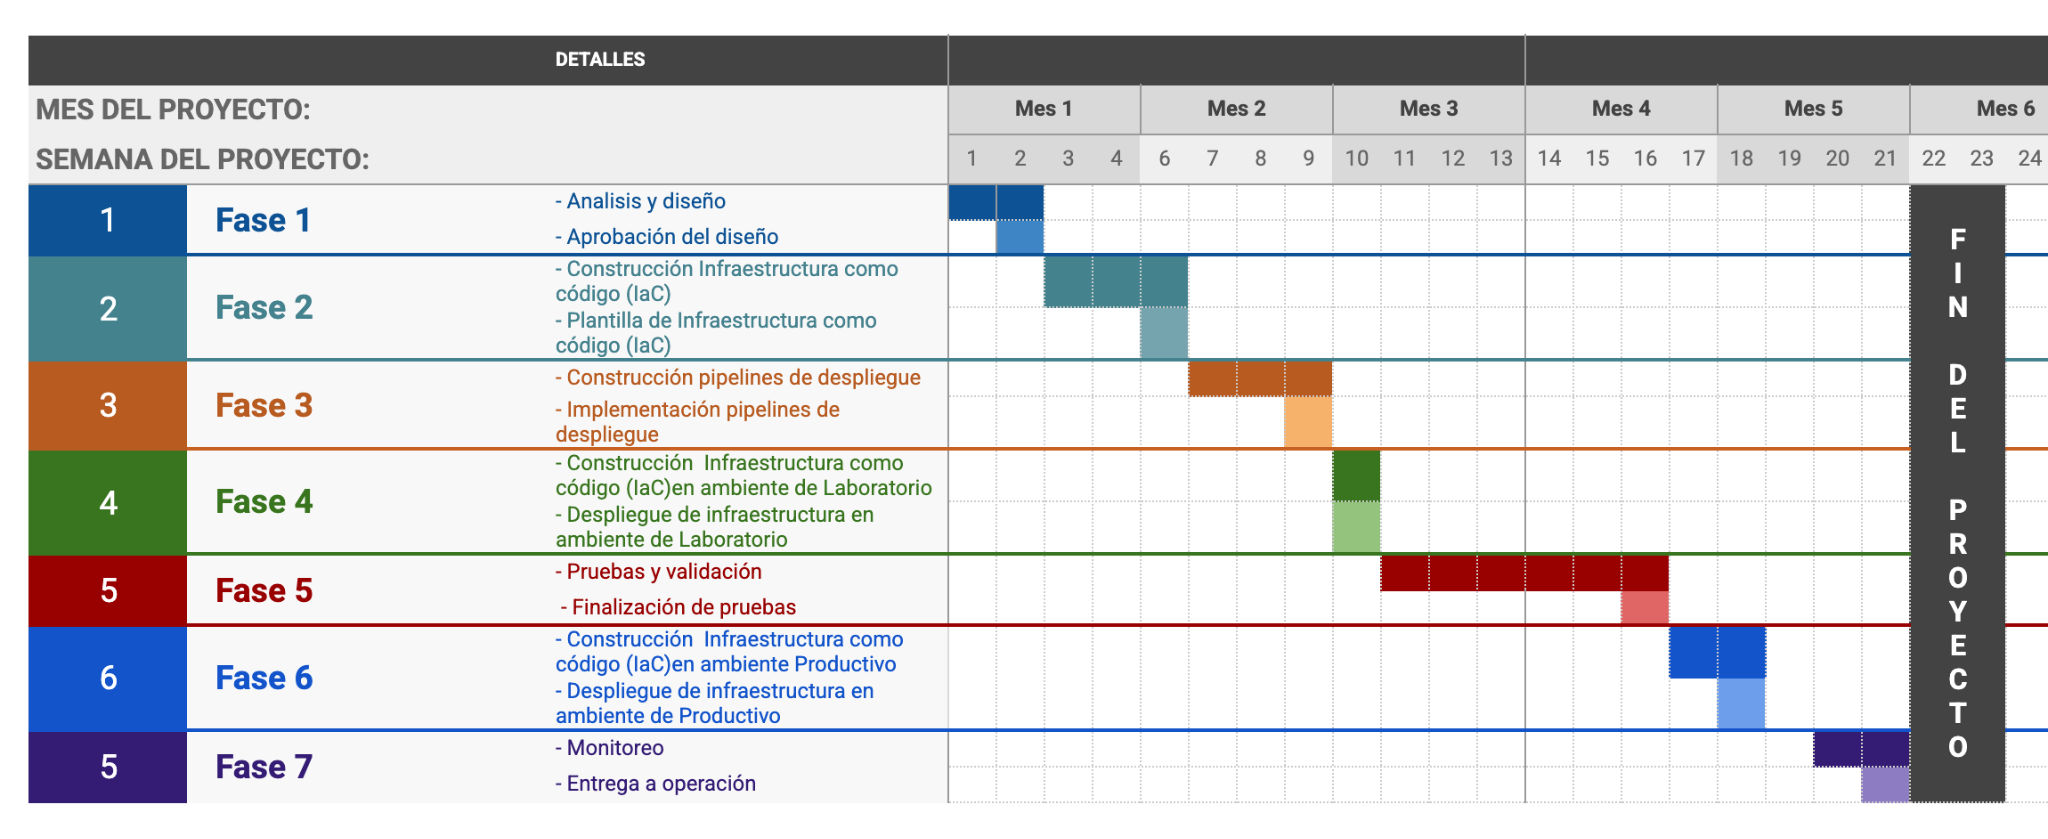 DETALLES
MES DEL PROYECTO: Mes 1 Mes 2 Mes 3 Mes 4 Mes 5 Mes 6
SEMANA DEL PROYECTO: 1 2 3 4 6 7 8 9 10 11 12 13 14 15 16 17 18 19 20 21 22 23 24
1 Fase 1
- Analisis y diseño
- Aprobación del diseño
2 Fase 2
- Construcción Infraestructura como
código (IaC)
- Plantilla de Infraestructura como
código (IaC)
3 Fase 3
- Construcción pipelines de despliegue
- Implementación pipelines de
despliegue
4 Fase 4
- Construcción  Infraestructura como
código (IaC)en ambiente de Laboratorio
- Despliegue de infraestructura en
ambiente de Laboratorio
5 Fase 5
- Pruebas y validación
- Finalización de pruebas
6 Fase 6
- Construcción  Infraestructura como
código (IaC)en ambiente Productivo
- Despliegue de infraestructura en
ambiente de Productivo
5 Fase 7
- Monitoreo
- Entrega a operación
FIN DEL PROYECTO